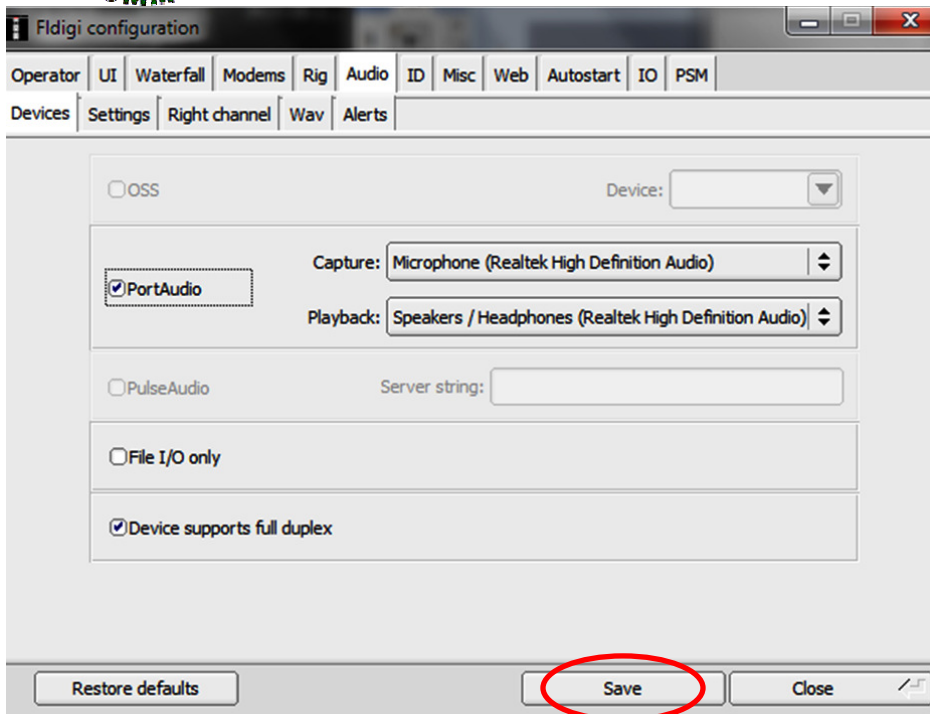 Fldigi configuration
Operator UI Waterfall Modems Rig Audio ID Misc Web Autostart IO PSM
Devices Settings Right channel Wav Alerts
OSS Device:
Capture: Microphone (Realtek High Definition Audio)
PortAudio
Playback: Speakers / Headphones (Realtek High Definition Audio)
PulseAudio Server string:
File I/O only
Device supports full duplex
Restore defaults Save Close